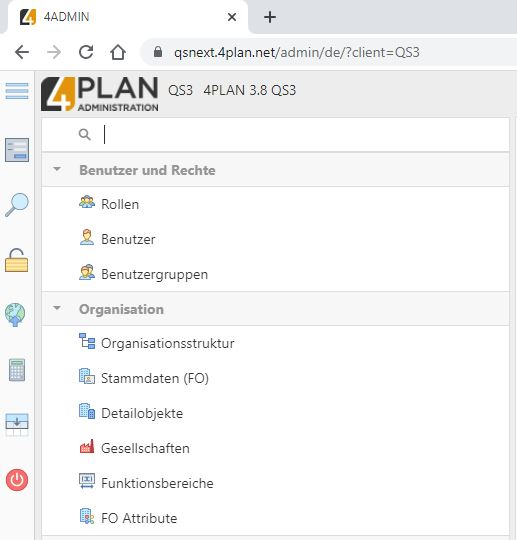 4ADMIN
qsnext.4plan.net/admin/de/?client=QS3
4PLAN ADMINISTRATION QS3 4PLAN 3.8 QS3
Benutzer und Rechte
Rollen
Benutzer
Benutzergruppen
Organisation
Organisationsstruktur
Stammdaten (FO)
Detailobjekte
Gesellschaften
Funktionsbereiche
FO Attribute